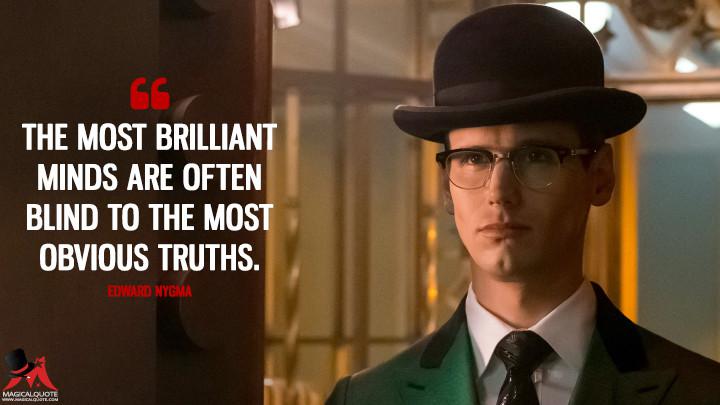 “
THE MOST BRILLIANT
MINDS ARE OFTEN
BLIND TO THE MOST
OBVIOUS TRUTHS.
EDWARD NYGMA
MAGICALQUOTE
WWW.MAGICALQUOTE.COM